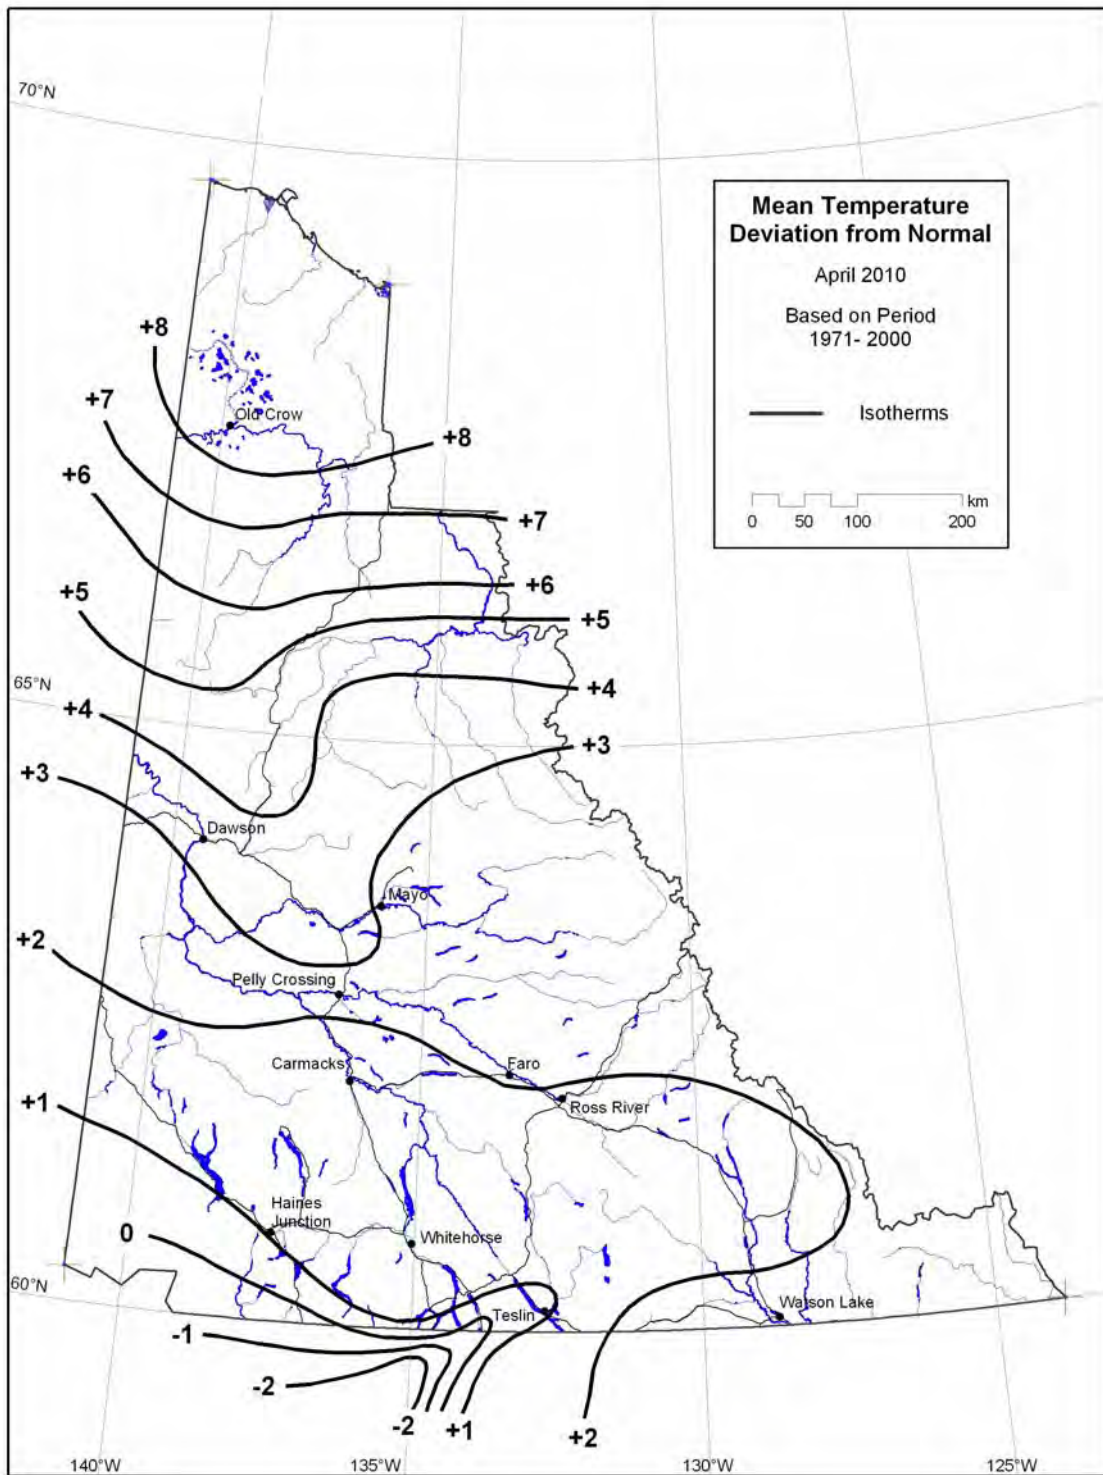 70°N
Mean Temperature
Deviation from Normal
April 2010
Based on Period
1971- 2000
Isotherms
km
0 50 100 200
+8
+7
Old Crow
+8
+6
+7
+5
+6
+5
65°N
+4
+4
+3
+3
Dawson
Mayo
+2
Pelly Crossing
Carmacks
Faro
+1
Ross River
Haines
Junction
0
Whitehorse
60°N
Teslin
Watson Lake
-1
-2
-2
+1
+2
140°W
135°W
130°W
125°W